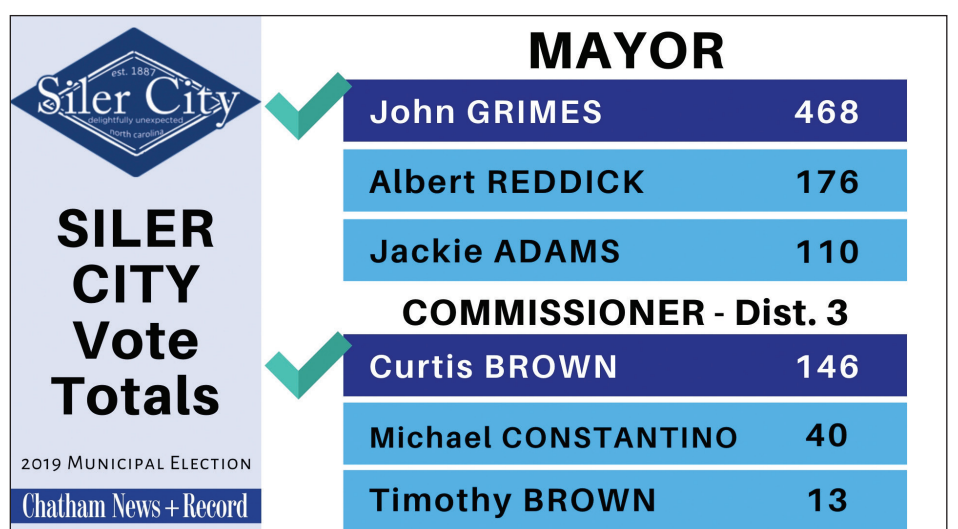 est. 1887
Siler City
delightfully unexpected
north carolina
SILER
CITY
Vote
Totals
2019 MUNICIPAL ELECTION
Chatham News + Record
MAYOR
John GRIMES 468
Albert REDDICK 176
Jackie ADAMS 110
COMMISSIONER - Dist. 3
Curtis BROWN 146
Michael CONSTANTINO 40
Timothy BROWN 13